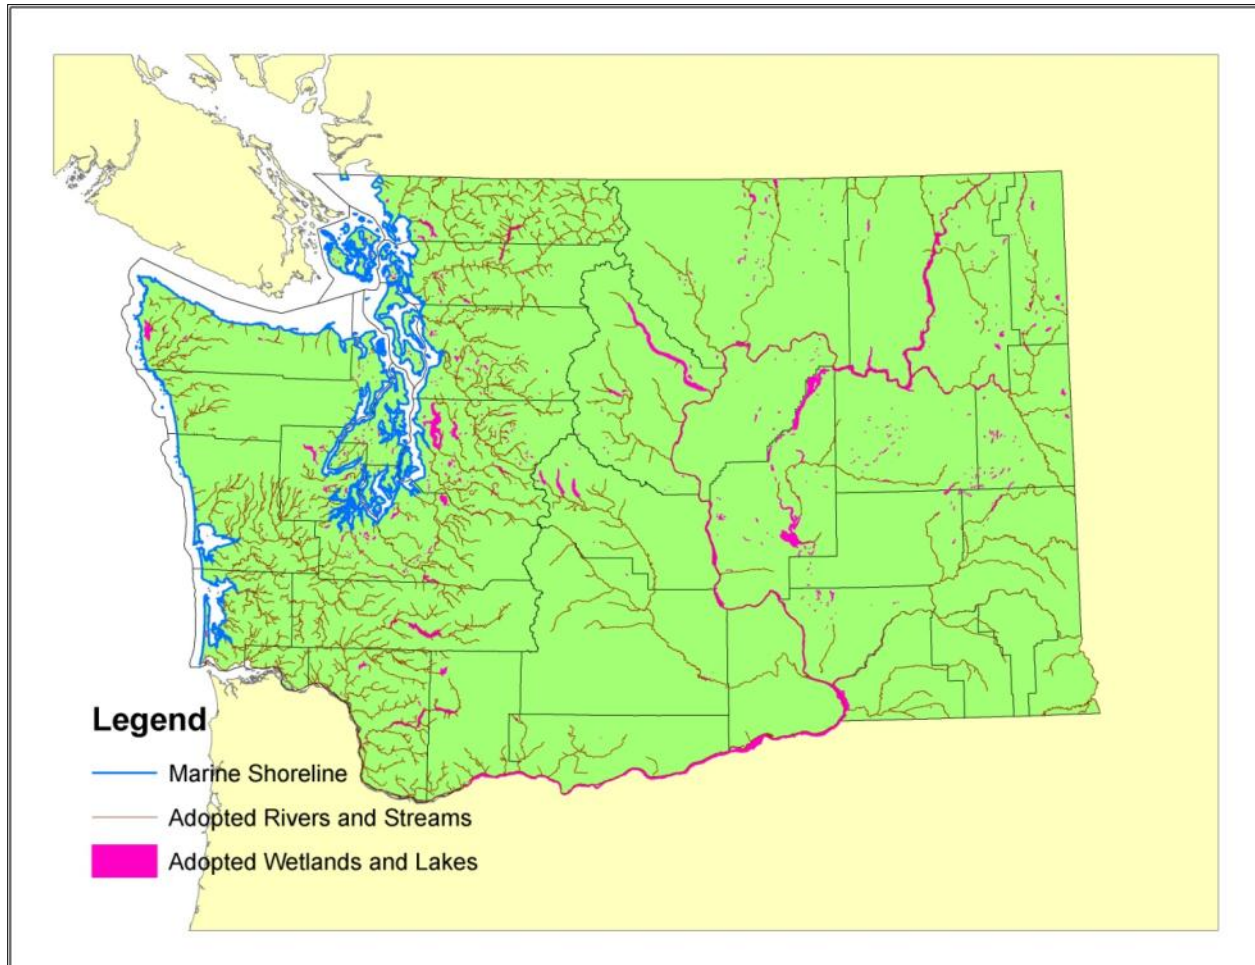 Legend
Marine Shoreline
Adopted Rivers and Streams
Adopted Wetlands and Lakes